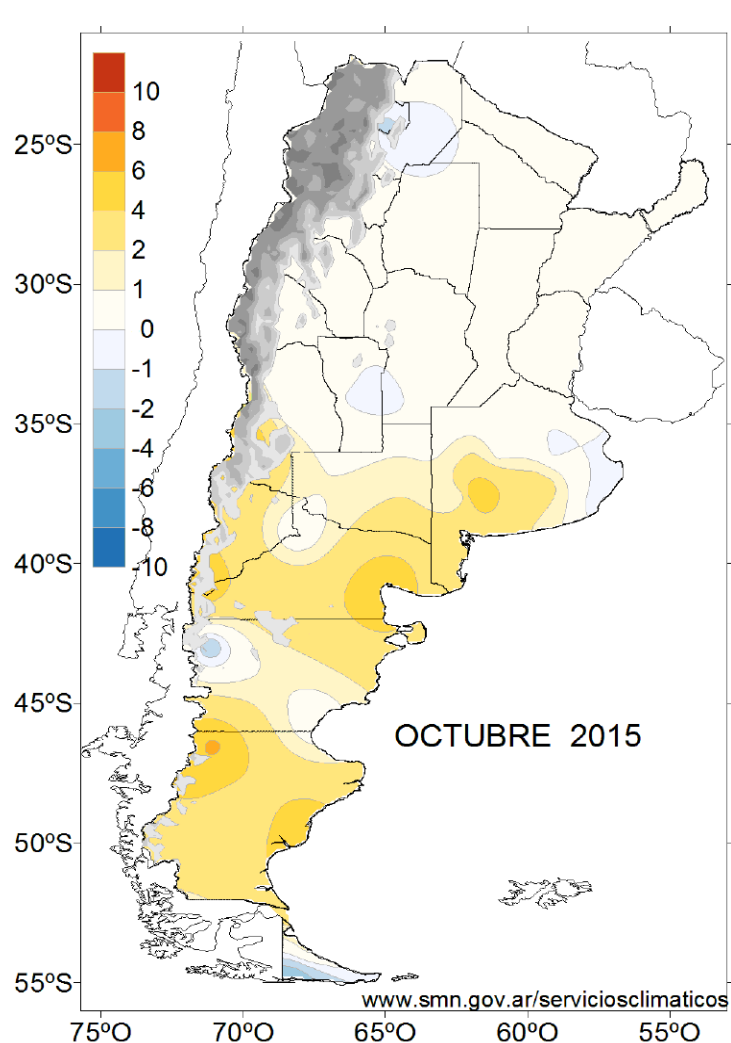 10
8
6
4
2
1
0
-1
-2
-4
-6
-8
-10
25ºS
30ºS
35ºS
40ºS
45ºS
50ºS
55ºS
OCTUBRE 2015
www.smn.gov.ar/serviciosclimaticos
75ºO 70ºO 65ºO 60ºO 55ºO